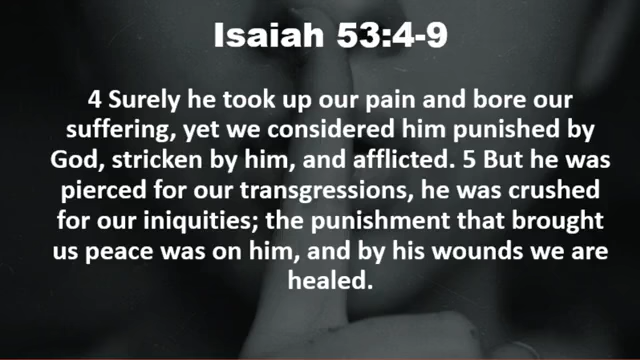 Isaiah 53:4-9
4 Surely he took up our pain and bore our
suffering, yet we considered him punished by
God, stricken by him, and afflicted. 5 But he was
pierced for our transgressions, he was crushed
for our iniquities; the punishment that brought
us peace was on him, and by his wounds we are
healed.